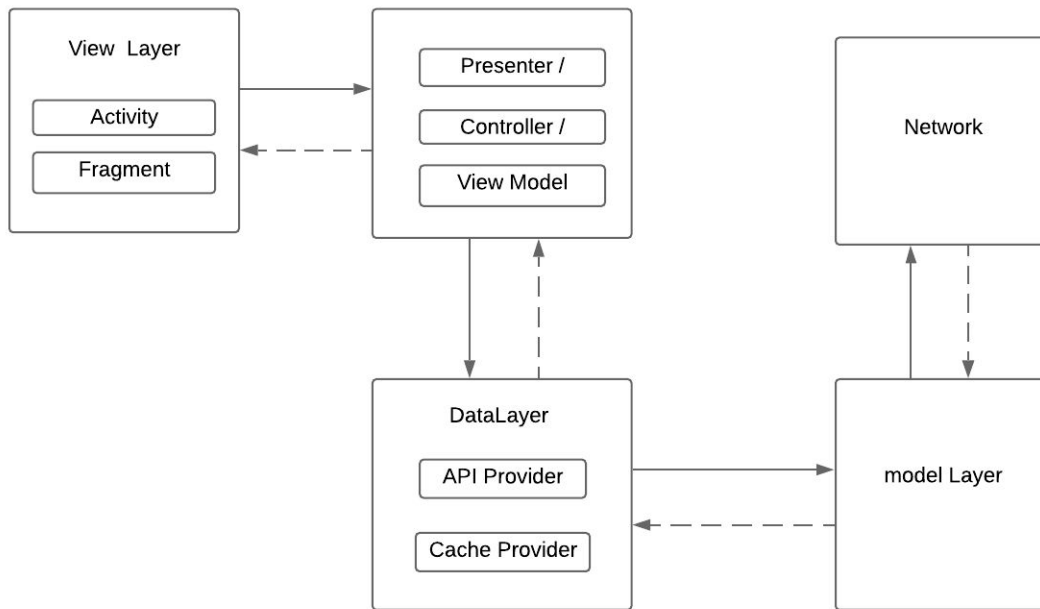 View Layer
Activity
Fragment
Presenter /
Controller /
View Model
Network
DataLayer
API Provider
Cache Provider
model Layer